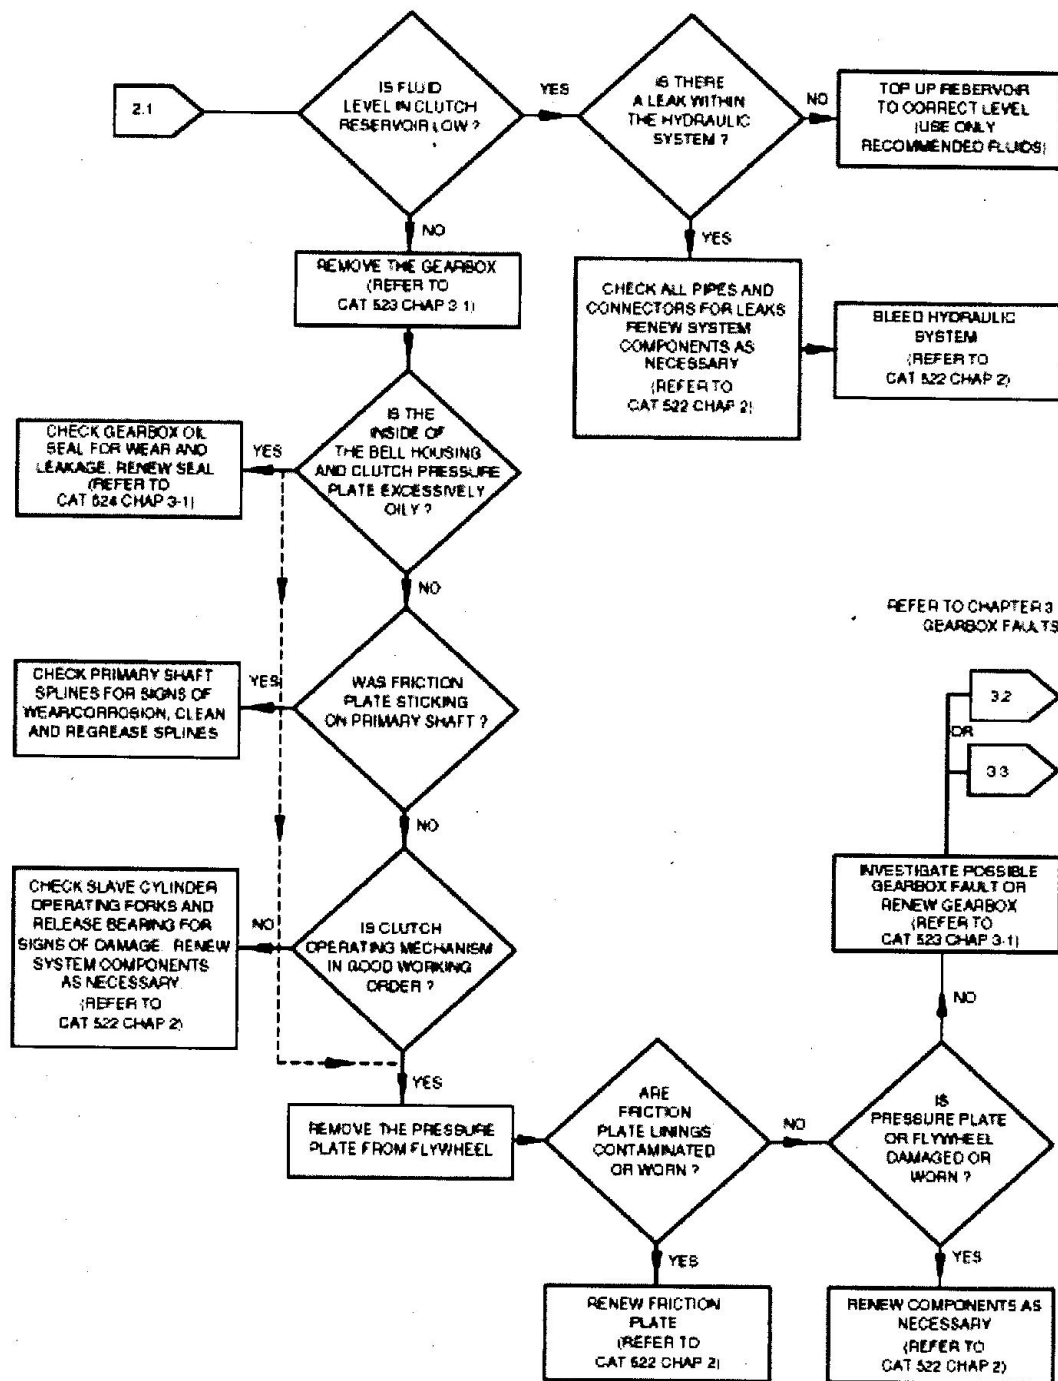 2.1
IS FLUID
LEVEL IN CLUTCH
RESERVOIR LOW ?
YES
IS THERE
A LEAK WITHIN
THE HYDRAULIC
SYSTEM ?
NO
TOP UP RESERVOIR
TO CORRECT LEVEL
(USE ONLY
RECOMMENDED FLUIDS)
NO
REMOVE THE GEARBOX
(REFER TO
CAT 523 CHAP 3-1)
YES
CHECK ALL PIPES AND
CONNECTORS FOR LEAKS
RENEW SYSTEM
COMPONENTS AS
NECESSARY
(REFER TO
CAT 522 CHAP 2)
BLEED HYDRAULIC
SYSTEM
(REFER TO
CAT 522 CHAP 2)
IS THE
INSIDE OF
THE BELL HOUSING
AND CLUTCH PRESSURE
PLATE EXCESSIVELY
OILY ?
YES
CHECK GEARBOX OIL
SEAL FOR WEAR AND
LEAKAGE. RENEW SEAL
(REFER TO
CAT 524 CHAP 3-1)
NO
WAS FRICTION
PLATE STICKING
ON PRIMARY SHAFT ?
YES
CHECK PRIMARY SHAFT
SPLINES FOR SIGNS OF
WEAR/CORROSION, CLEAN
AND REGREASE SPLINES
NO
IS CLUTCH
OPERATING MECHANISM
IN GOOD WORKING
ORDER ?
NO
CHECK SLAVE CYLINDER
OPERATING FORKS AND
RELEASE BEARING FOR
SIGNS OF DAMAGE. RENEW
SYSTEM COMPONENTS
AS NECESSARY
(REFER TO
CAT 522 CHAP 2)
YES
REMOVE THE PRESSURE
PLATE FROM FLYWHEEL
ARE
FRICTION
PLATE LININGS
CONTAMINATED
OR WORN ?
YES
RENEW FRICTION
PLATE
(REFER TO
CAT 522 CHAP 2)
NO
IS
PRESSURE PLATE
OR FLYWHEEL
DAMAGED OR
WORN ?
YES
RENEW COMPONENTS AS
NECESSARY
(REFER TO
CAT 522 CHAP 2)
NO
INVESTIGATE POSSIBLE
GEARBOX FAULT OR
RENEW GEARBOX
(REFER TO
CAT 523 CHAP 3-1)
REFER TO CHAPTER 3
GEARBOX FAULTS
3.2
OR
3.3